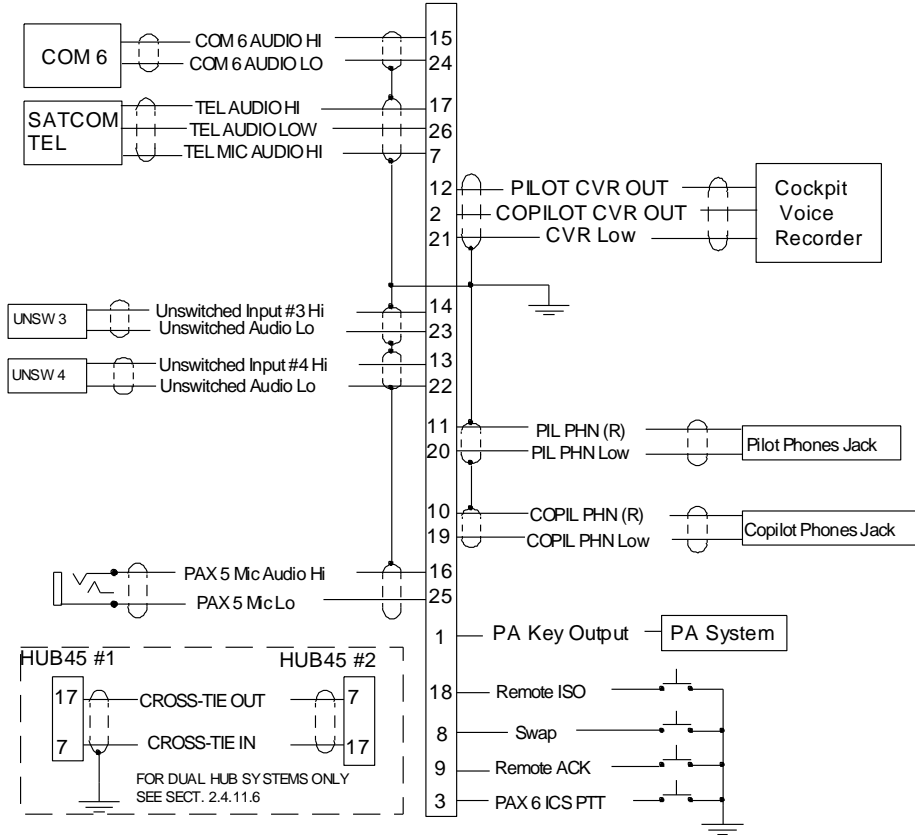 COM 6
COM 6 AUDIO HI
15
COM 6 AUDIO LO
24
SATCOM
TEL
TEL AUDIO HI
17
TEL AUDIO LOW
26
TEL MIC AUDIO HI
7
12
PILOT CVR OUT
2
COPILOT CVR OUT
21
CVR Low
Cockpit
Voice
Recorder
UNSW 3
Unswitched Input #3 Hi
14
Unswitched Audio Lo
23
UNSW 4
Unswitched Input #4 Hi
13
Unswitched Audio Lo
22
11
PIL PHN (R)
20
PIL PHN Low
Pilot Phones Jack
10
COPIL PHN (R)
19
COPIL PHN Low
Copilot Phones Jack
PAX 5 Mic Audio Hi
16
PAX 5 Mic Lo
25
1
PA Key Output
PA System
HUB45 #1
HUB45 #2
17
CROSS-TIE OUT
7
7
CROSS-TIE IN
17
FOR DUAL HUB SYSTEMS ONLY
SEE SECT. 2.4.11.6
18
Remote ISO
8
Swap
9
Remote ACK
3
PAX 6 ICS PTT